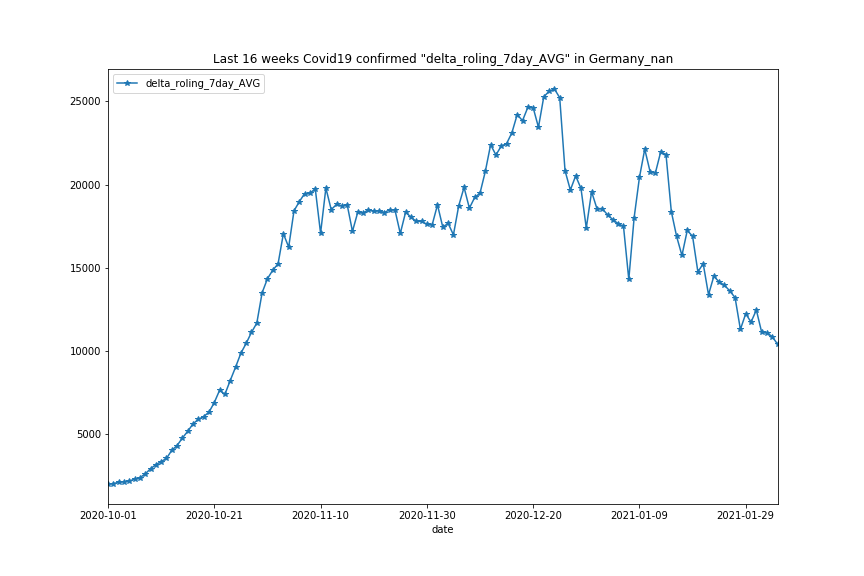 Last 16 weeks Covid19 confirmed "delta_roling_7day_AVG" in Germany_nan
delta_roling_7day_AVG
25000
20000
15000
10000
5000
2020-10-01 2020-10-21 2020-11-10 2020-11-30 2020-12-20 2021-01-09 2021-01-29
date